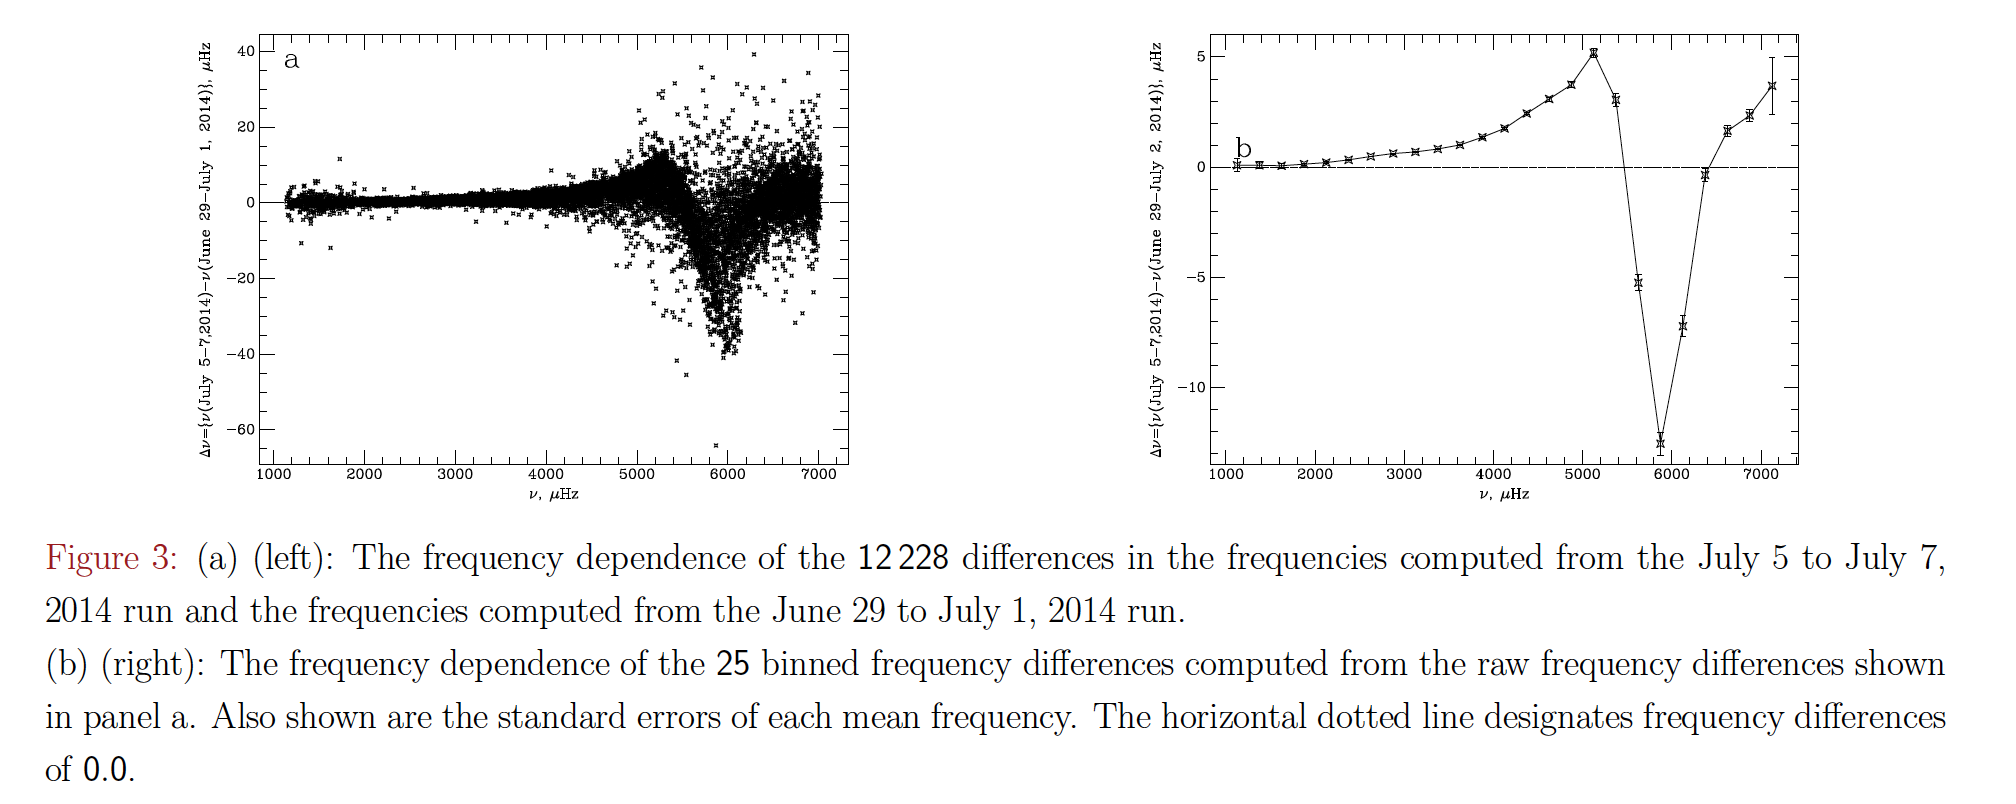 a
Δν={ν(July 5−7,2014)−ν(June 29−July 1, 2014)}, μHz
40
20
0
−20
−40
−60
1000 2000 3000 4000 5000 6000 7000
ν, μHz
b
Δν={ν(July 5−7,2014)−ν(June 29−July 2, 2014)}, μHz
5
0
−5
−10
1000 2000 3000 4000 5000 6000 7000
ν, μHz
Figure 3: (a) (left): The frequency dependence of the 12 228 differences in the frequencies computed from the July 5 to July 7,
2014 run and the frequencies computed from the June 29 to July 1, 2014 run.
(b) (right): The frequency dependence of the 25 binned frequency differences computed from the raw frequency differences shown
in panel a. Also shown are the standard errors of each mean frequency. The horizontal dotted line designates frequency differences
of 0.0.